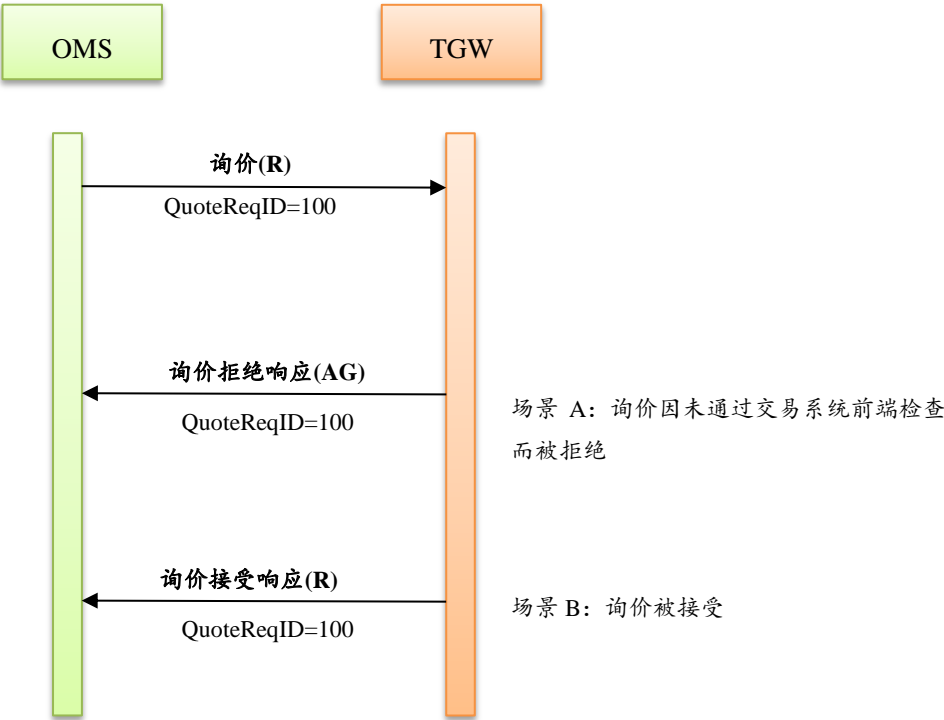 OMS
TGW
询价(R)
QuoteReqID=100
询价拒绝响应(AG)
QuoteReqID=100
场景 A：询价因未通过交易系统前端检查
而被拒绝
询价接受响应(R)
QuoteReqID=100
场景 B：询价被接受